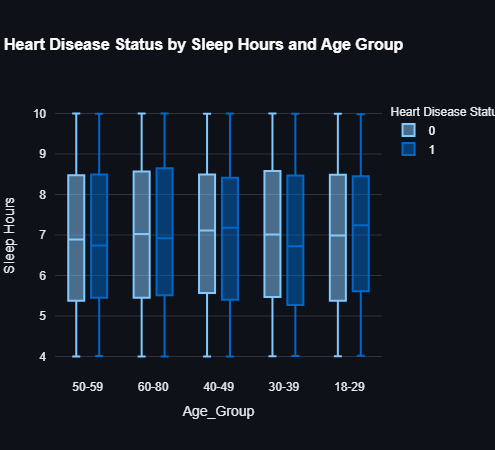 Heart Disease Status by Sleep Hours and Age Group
Heart Disease Statu
0
1
10
9
8
7
6
5
4
Sleep Hours
50-59 60-80 40-49 30-39 18-29
Age_Group